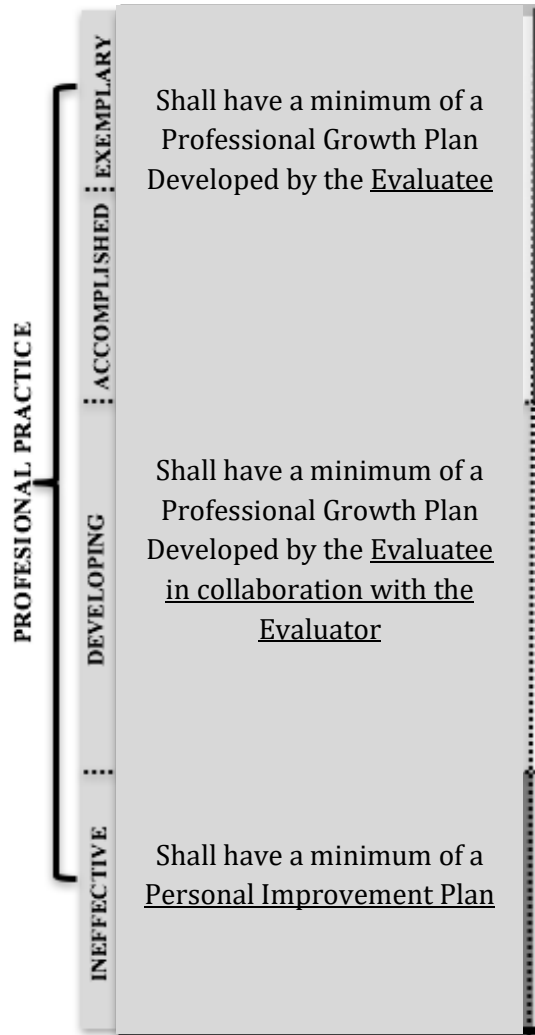 PROFESIONAL PRACTICE
EXEMPLARY
Shall have a minimum of a
Professional Growth Plan
Developed by the Evaluatee
ACCOMPLISHED
DEVELOPING
Shall have a minimum of a
Professional Growth Plan
Developed by the Evaluatee
in collaboration with the
Evaluator
INEFFECTIVE
Shall have a minimum of a
Personal Improvement Plan